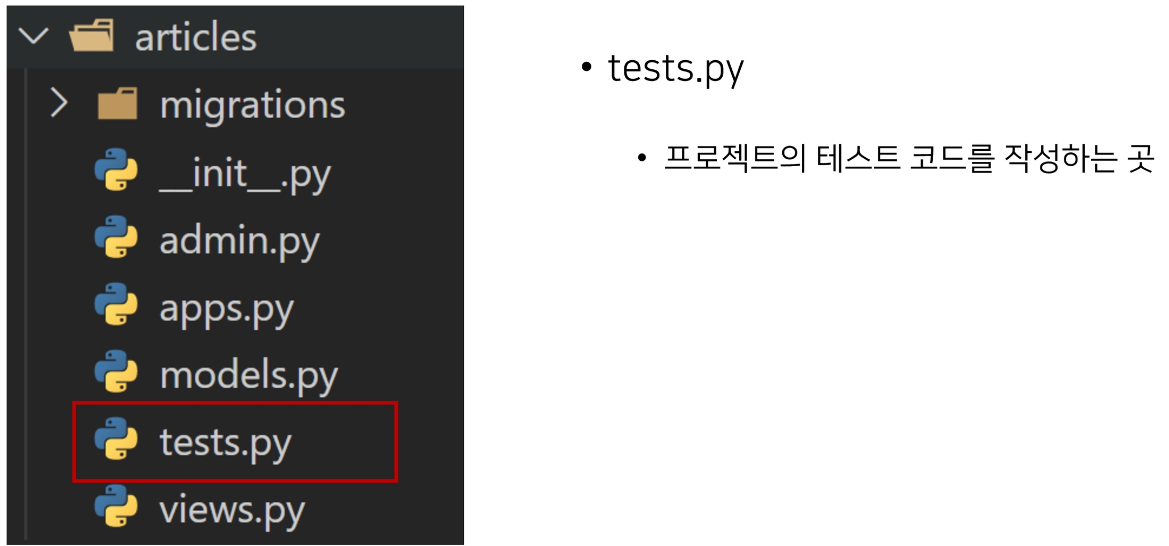 articles
migrations
__init__.py
admin.py
apps.py
models.py
tests.py
views.py
• tests.py
• 프로젝트의 테스트 코드를 작성하는 곳